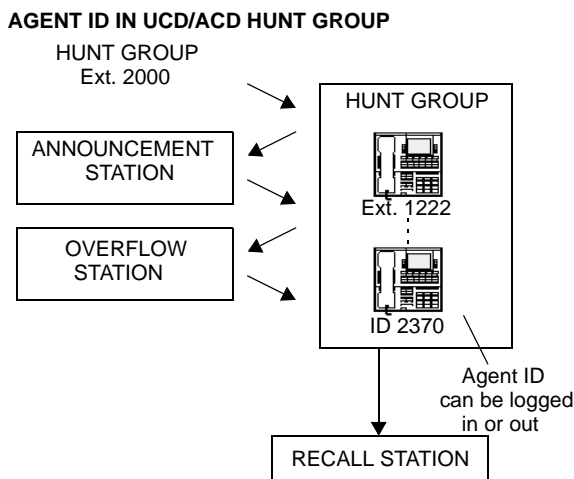 AGENT ID IN UCD/ACD HUNT GROUP
HUNT GROUP
Ext. 2000
HUNT GROUP
ANNOUNCEMENT
STATION
Ext. 1222
OVERFLOW
STATION
ID 2370
Agent ID
can be logged
in or out
RECALL STATION